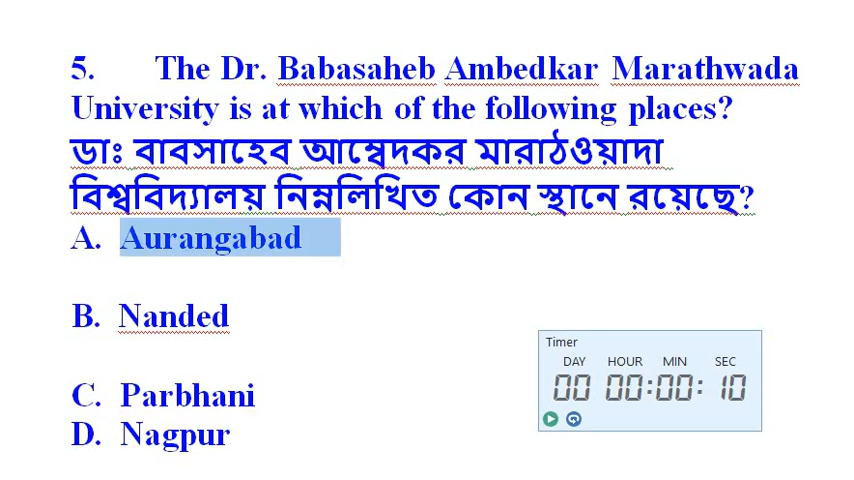 5. The Dr. Babasaheb Ambedkar Marathwada
University is at which of the following places?
ডাঃ বাবসাহেব আম্বেদকর মারাঠওয়াদা
বিশ্ববিদ্যালয় নিম্নলিখিত কোন স্থানে রয়েছে?
A. Aurangabad
B. Nanded
C. Parbhani
D. Nagpur
Timer
DAY HOUR MIN SEC
00 00:00:10